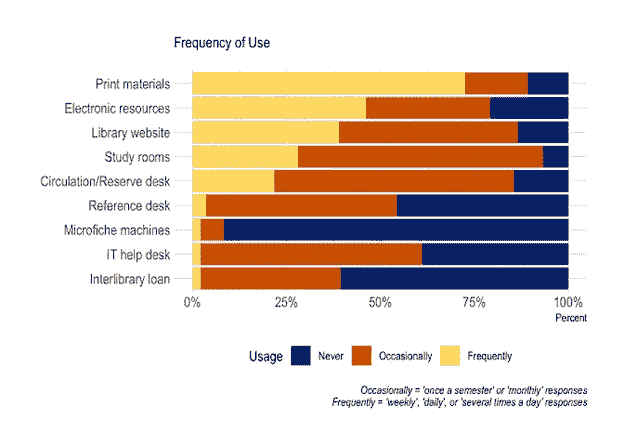 Frequency of Use
Print materials
Electronic resources
Library website
Study rooms
Circulation/Reserve desk
Reference desk
Microfiche machines
IT help desk
Interlibrary loan
0% 25% 50% 75% 100%
Percent
Usage Never Occasionally Frequently
Occasionally = 'once a semester' or 'monthly' responses
Frequently = 'weekly', 'daily', or 'several times a day' responses